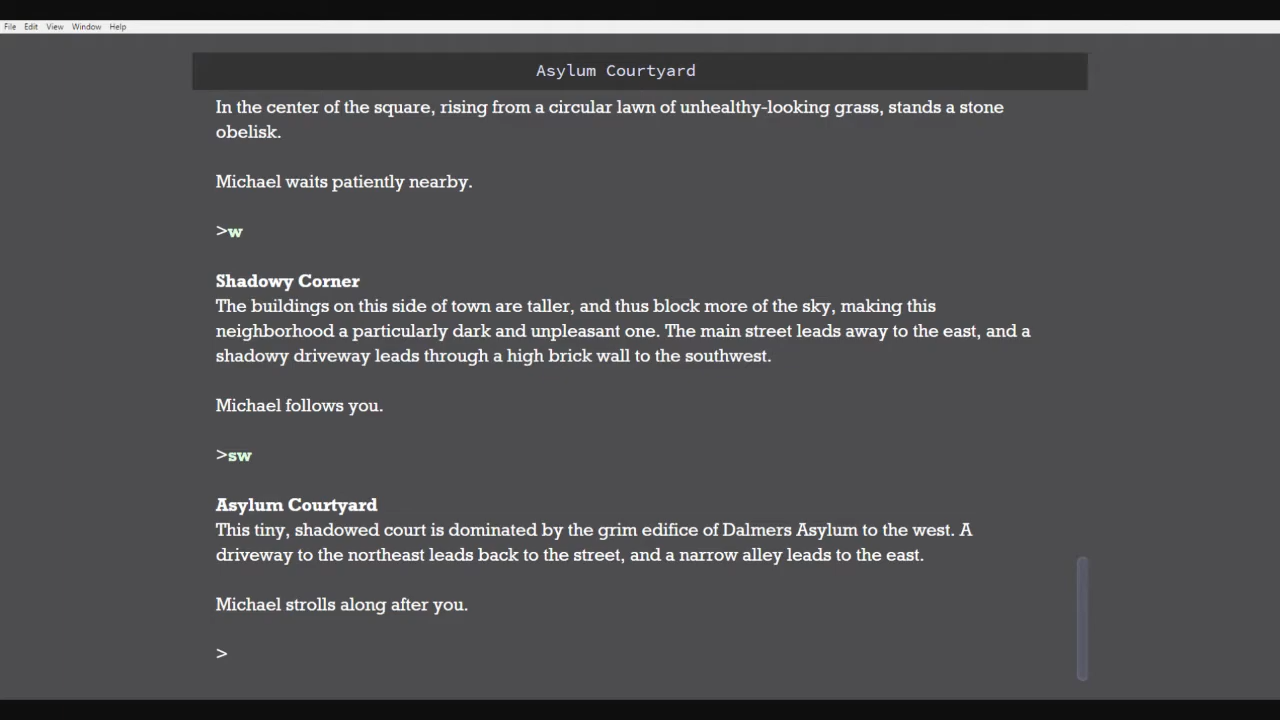 File Edit View Window Help
Asylum Courtyard
In the center of the square, rising from a circular lawn of unhealthy-looking grass, stands a stone
obelisk.
Michael waits patiently nearby.
>w
Shadowy Corner
The buildings on this side of town are taller, and thus block more of the sky, making this
neighborhood a particularly dark and unpleasant one. The main street leads away to the east, and a
shadowy driveway leads through a high brick wall to the southwest.
Michael follows you.
>sw
Asylum Courtyard
This tiny, shadowed court is dominated by the grim edifice of Dalmers Asylum to the west. A
driveway to the northeast leads back to the street, and a narrow alley leads to the east.
Michael strolls along after you.
>